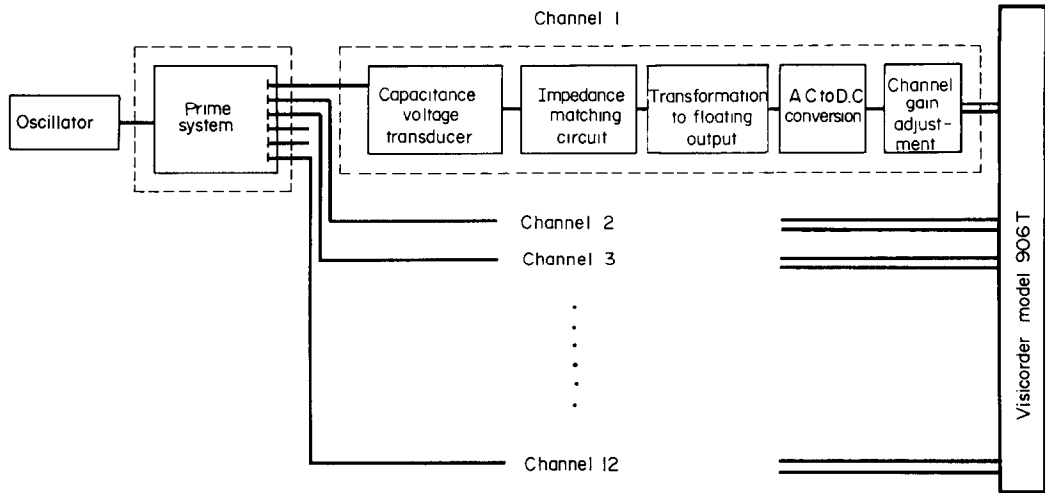 Channel 1
Oscillator
Prime
system
Capacitance
voltage
transducer
Impedance
matching
circuit
Transformation
to floating
output
A C to D.C
conversion
Channel
gain
adjust-
ment
Channel 2
Channel 3
Channel 12
Visicorder model 906T